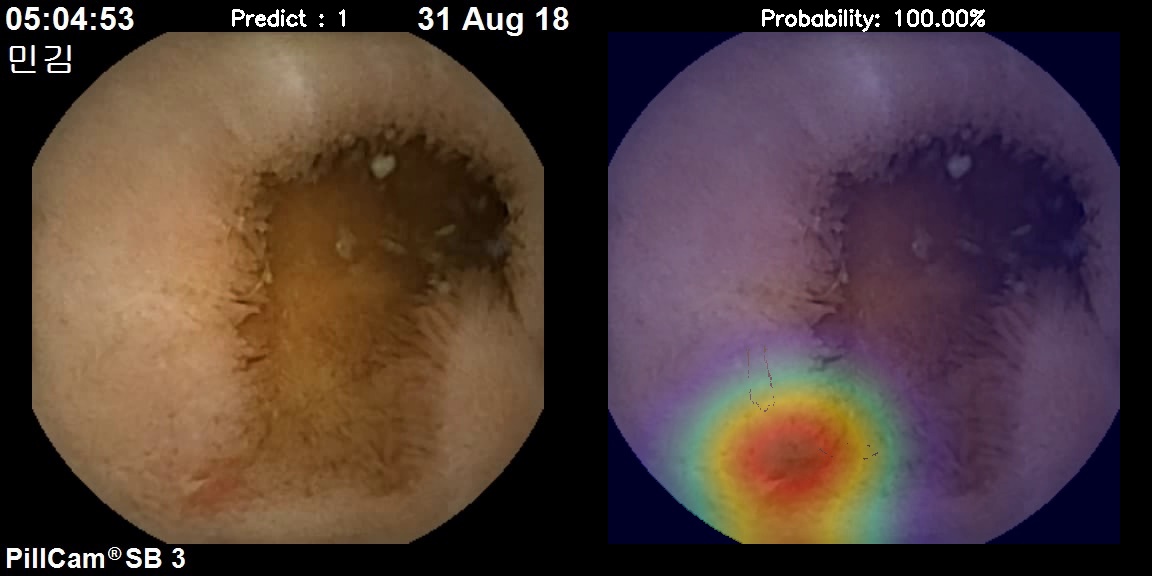 05:04:53
Predict : 1
31 Aug 18
Probability: 100.00%
민김
PillCam®SB 3